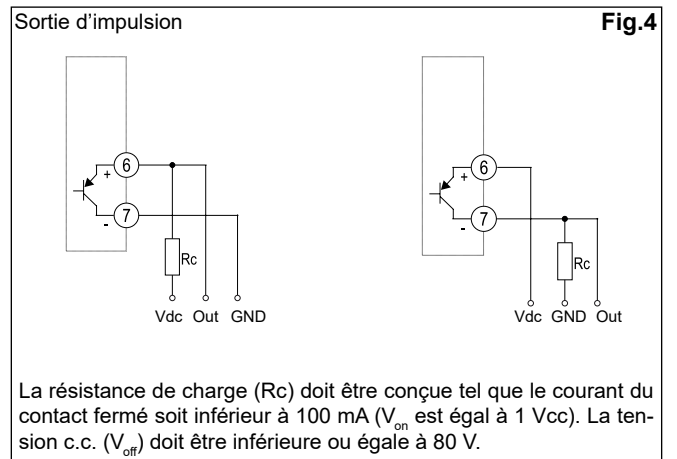 Sortie d'impulsion
Fig.4
6
+
7
-
Rc
Vdc Out GND
6
+
7
-
Rc
Vdc GND Out
La résistance de charge (Rc) doit être conçue tel que le courant du
contact fermé soit inférieur à 100 mA (Von est égal à 1 Vcc). La ten-
sion c.c. (Voff) doit être inférieure ou égale à 80 V.